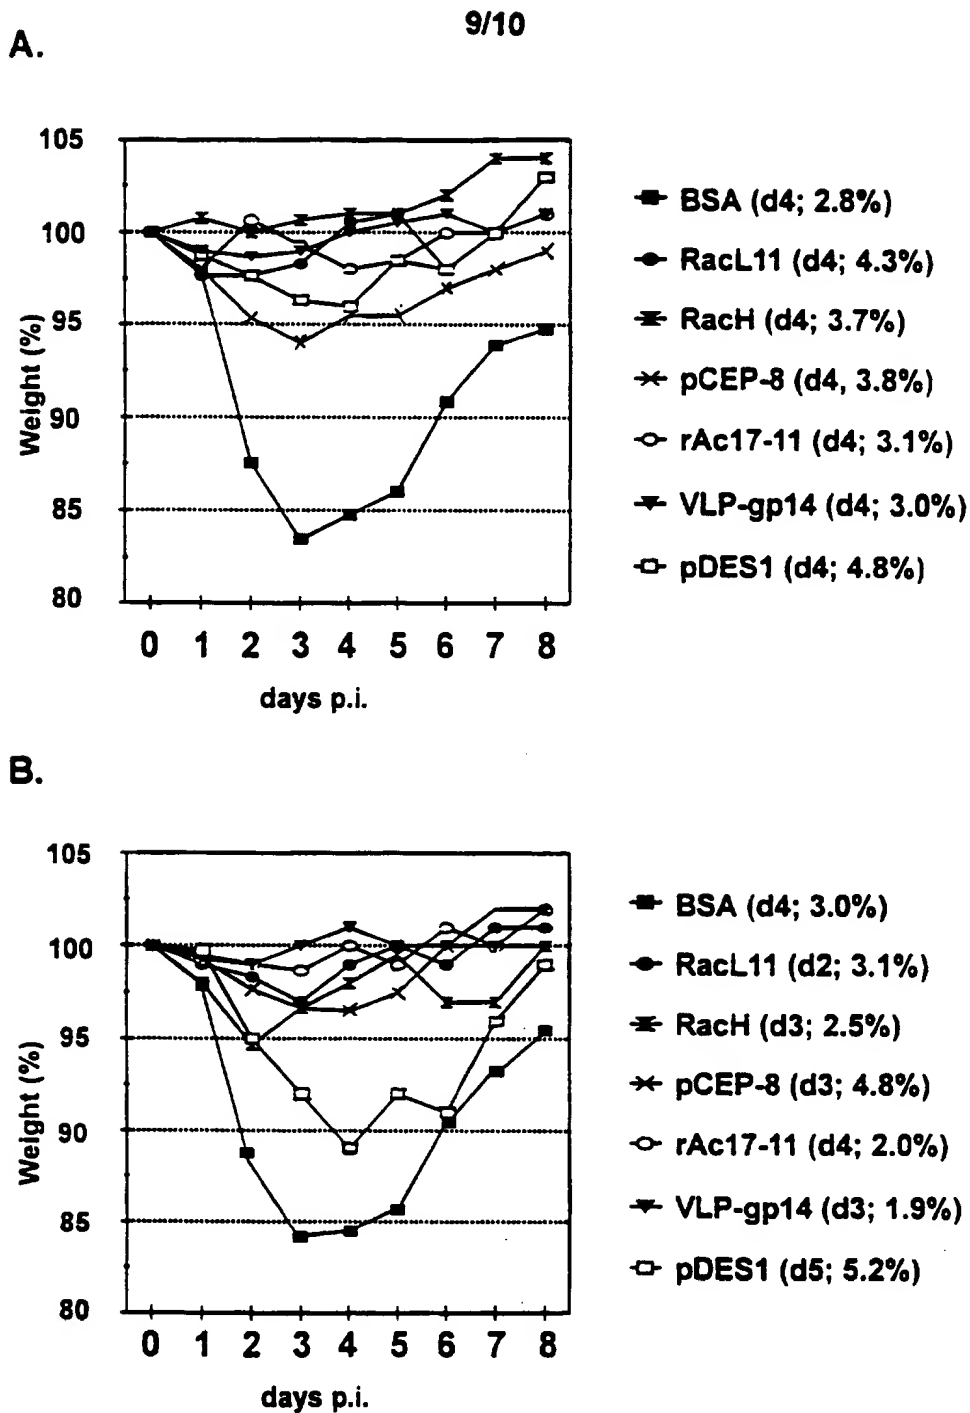 9/10
A.
105
100
95
90
85
80
Weight (%)
0 1 2 3 4 5 6 7 8
days p.i.
BSA (d4; 2.8%)
RacL11 (d4; 4.3%)
RacH (d4; 3.7%)
pCEP-8 (d4, 3.8%)
rAc17-11 (d4; 3.1%)
VLP-gp14 (d4; 3.0%)
pDES1 (d4; 4.8%)
B.
105
100
95
90
85
80
Weight (%)
0 1 2 3 4 5 6 7 8
days p.i.
BSA (d4; 3.0%)
RacL11 (d2; 3.1%)
RacH (d3; 2.5%)
pCEP-8 (d3; 4.8%)
rAc17-11 (d4; 2.0%)
VLP-gp14 (d3; 1.9%)
pDES1 (d5; 5.2%)